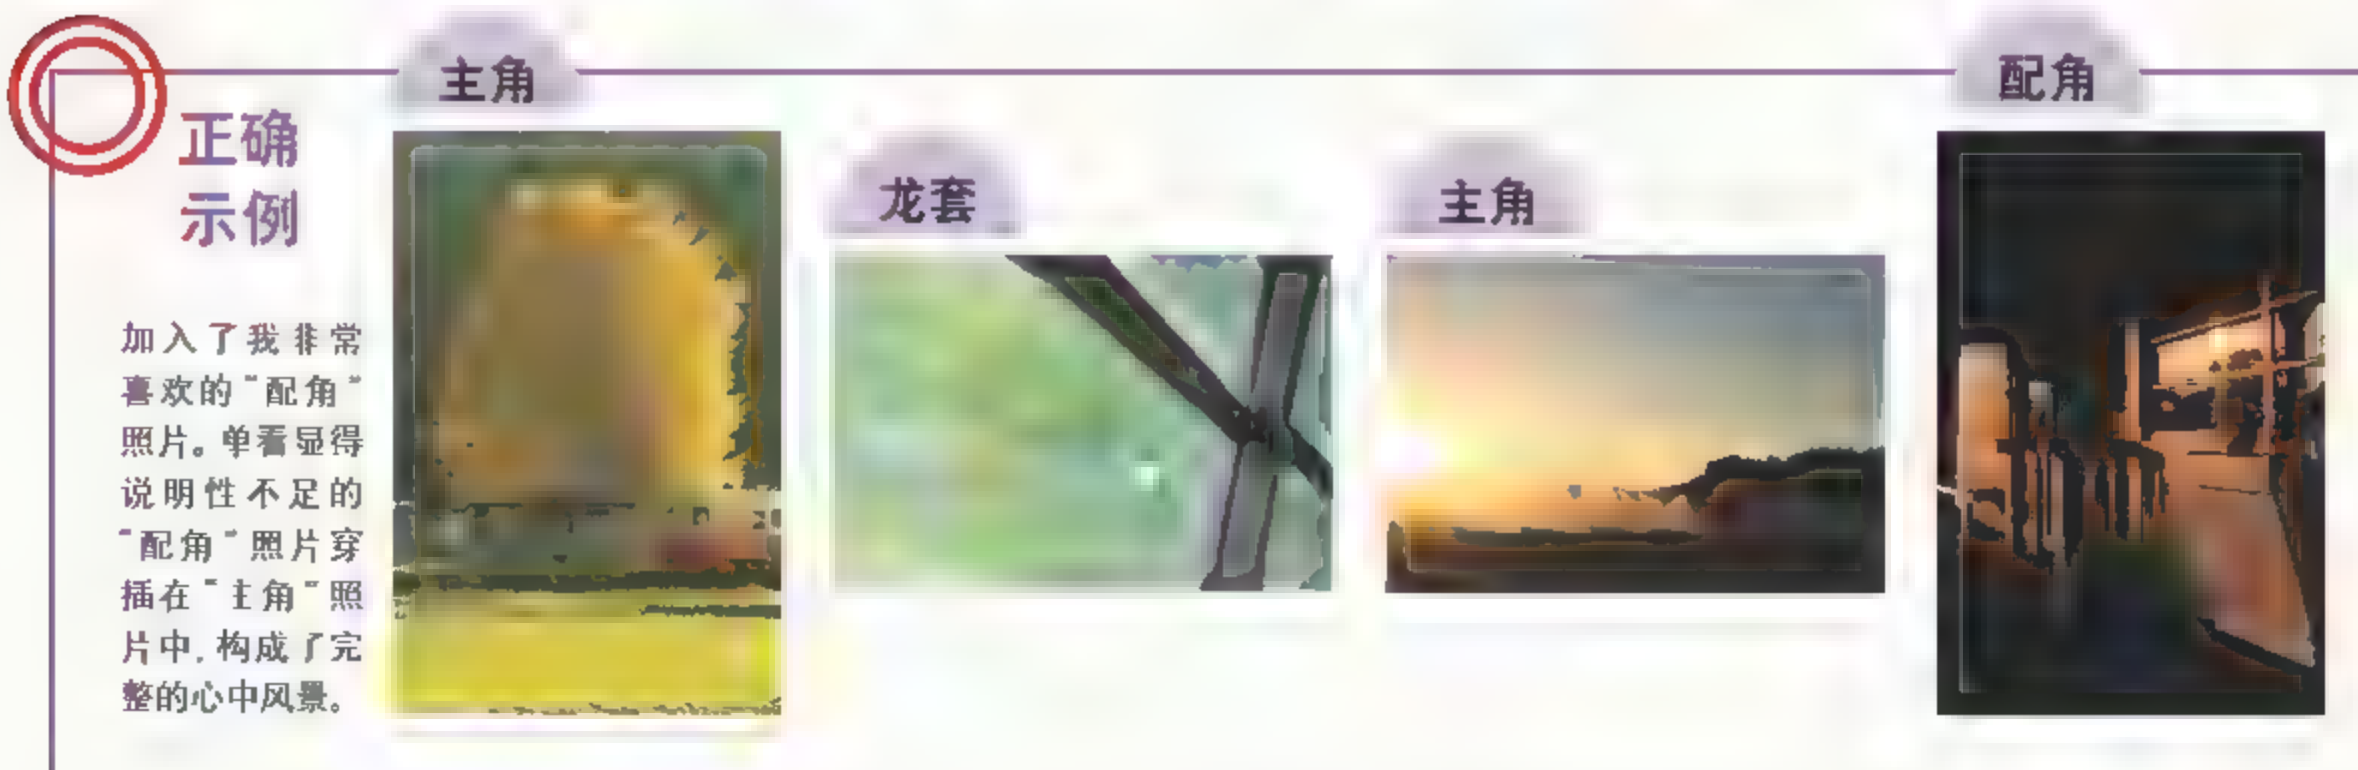 正确
示例
加入了我非常
喜欢的“配角”
照片。单看显得
说明性不足的
“配角”照片穿
插在“主角”照
片中，构成了完
整的心中风景。
主角
龙套
主角
配角